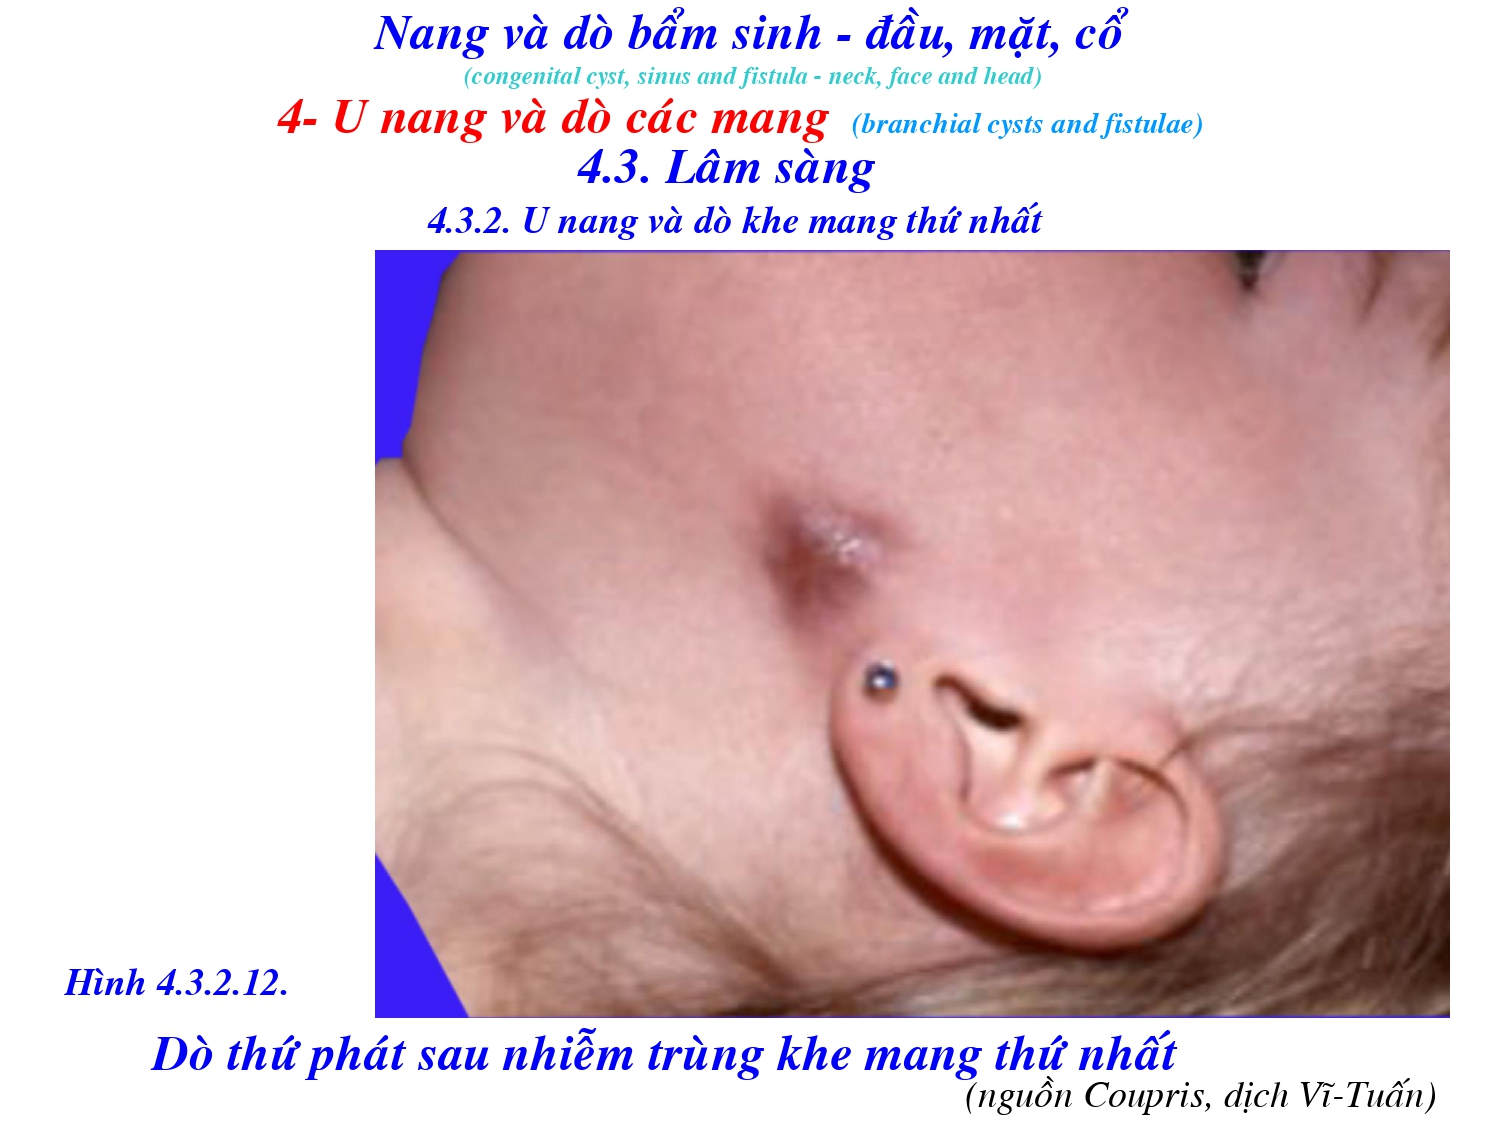 Nang và dò bẩm sinh - đầu, mặt, cổ
(congenital cyst, sinus and fistula - neck, face and head)
4- U nang và dò các mang (branchial cysts and fistulae)
4.3. Lâm sàng
4.3.2. U nang và dò khe mang thứ nhất
Hình 4.3.2.12.
Dò thứ phát sau nhiễm trùng khe mang thứ nhất
(nguồn Coupris, dịch Vĩ-Tuấn)